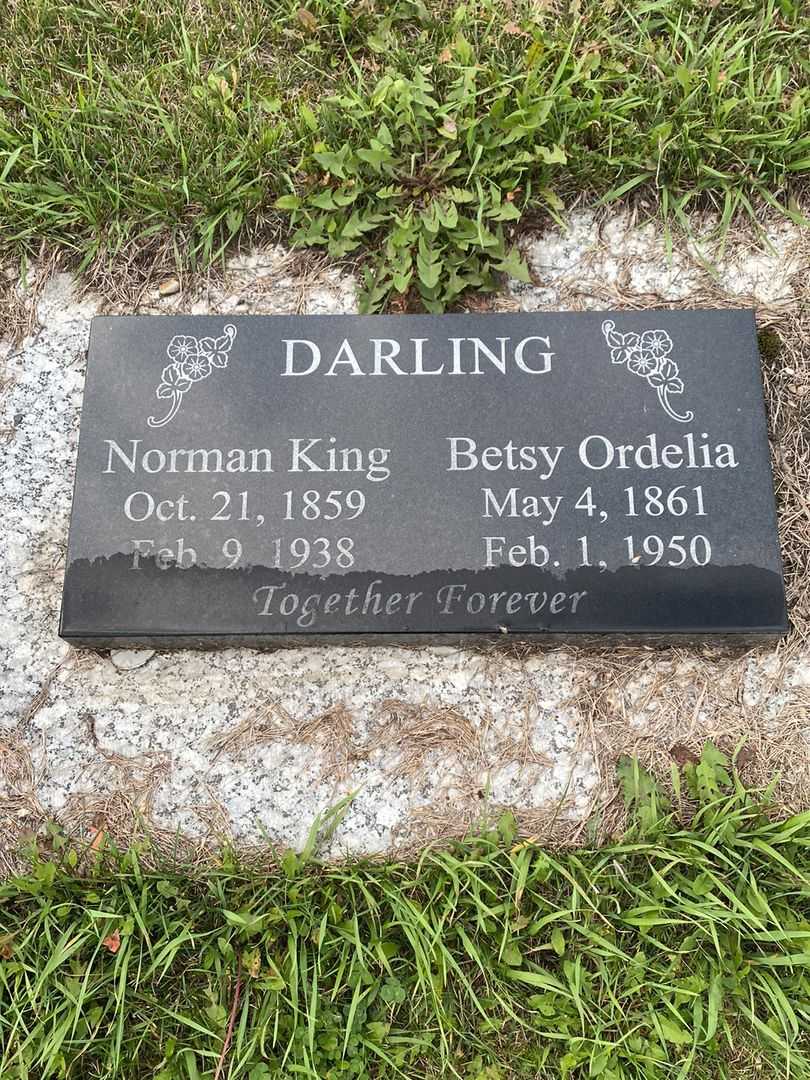 DARLING
Norman King
Oct. 21, 1859
Feb. 9, 1938
Betsy Ordelia
May 4, 1861
Feb. 1, 1950
Together Forever